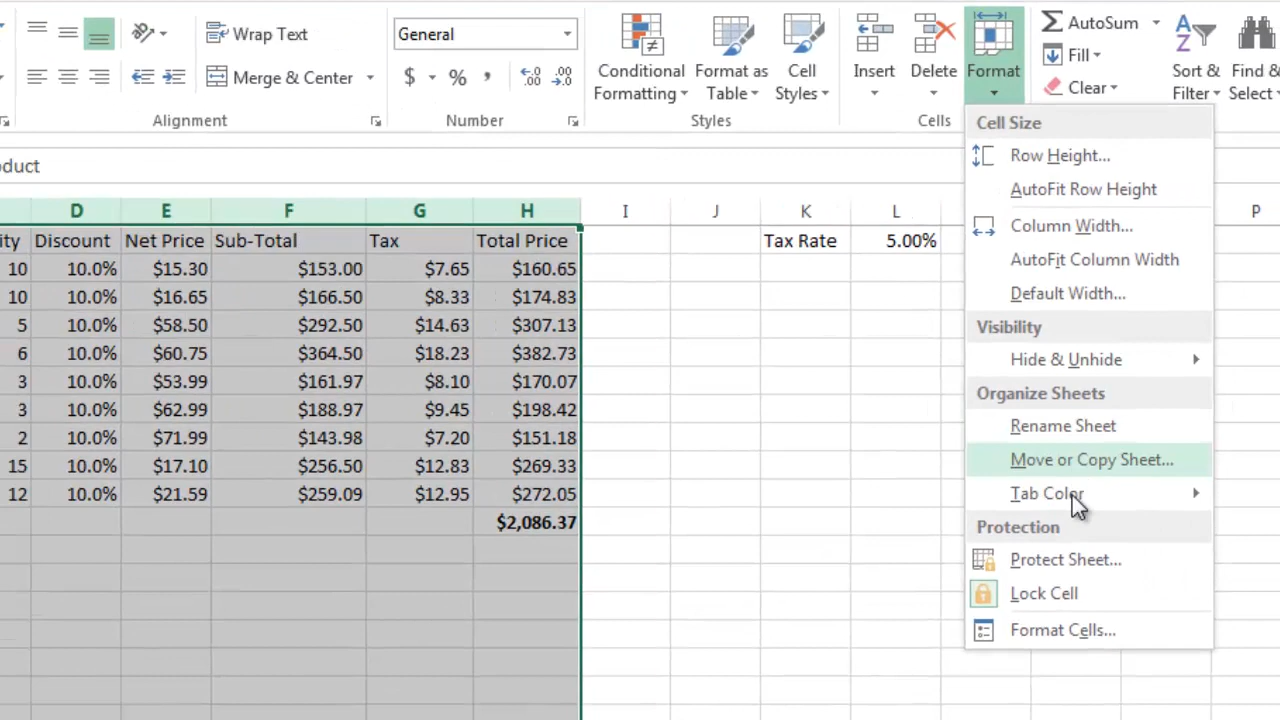 Wrap Text
General
AutoSum
Fill
Clear
Merge & Center
$ % ,
.00
.0
Conditional Formatting
Format as Table
Cell Styles
Insert
Delete
Format
Sort & Filter
Find & Select
Alignment
Number
Styles
Cells
oduct
D E F G H I J K L P
ity Discount Net Price Sub-Total Tax Total Price Tax Rate 5.00%
10 10.0% $15.30 $153.00 $7.65 $160.65
10 10.0% $16.65 $166.50 $8.33 $174.83
5 10.0% $58.50 $292.50 $14.63 $307.13
6 10.0% $60.75 $364.50 $18.23 $382.73
3 10.0% $53.99 $161.97 $8.10 $170.07
3 10.0% $62.99 $188.97 $9.45 $198.42
2 10.0% $71.99 $143.98 $7.20 $151.18
15 10.0% $17.10 $256.50 $12.83 $269.33
12 10.0% $21.59 $259.09 $12.95 $272.05
$2,086.37
Cell Size
Row Height...
AutoFit Row Height
Column Width...
AutoFit Column Width
Default Width...
Visibility
Hide & Unhide
Organize Sheets
Rename Sheet
Move or Copy Sheet...
Tab Color
Protection
Protect Sheet...
Lock Cell
Format Cells...